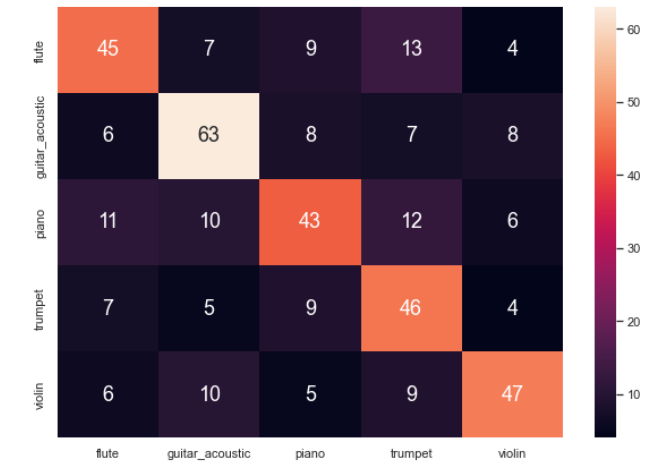 flute 45 7 9 13 4
guitar_acoustic 6 63 8 7 8
piano 11 10 43 12 6
trumpet 7 5 9 46 4
violin 6 10 5 9 47
flute guitar_acoustic piano trumpet violin
60
50
40
30
20
10